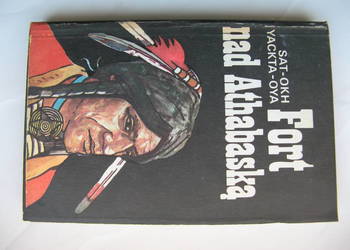 SAT-OKH
YACKTA-OYA
Fort
nad Athabaską